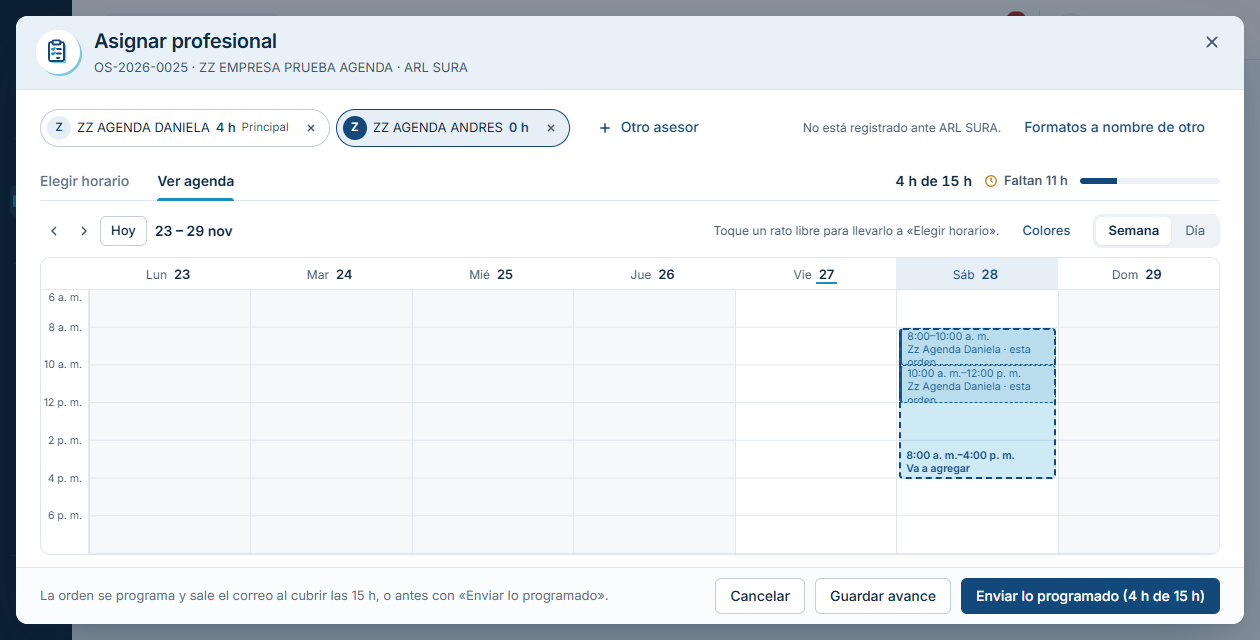 Asignar profesional
OS-2026-0025 · ZZ EMPRESA PRUEBA AGENDA · ARL SURA
Z ZZ AGENDA DANIELA 4 h Principal ×
Z ZZ AGENDA ANDRES 0 h ×
+ Otro asesor
No está registrado ante ARL SURA.
Formatos a nombre de otro
Elegir horario
Ver agenda
4 h de 15 h
Faltan 11 h
Hoy
23 – 29 nov
Toque un rato libre para llevarlo a «Elegir horario».
Colores
Semana
Día
Lun 23
Mar 24
Mié 25
Jue 26
Vie 27
Sáb 28
Dom 29
6 a. m.
8 a. m.
10 a. m.
12 p. m.
2 p. m.
4 p. m.
6 p. m.
8:00–10:00 a. m.
Zz Agenda Daniela · esta
orden
10:00 a. m.–12:00 p. m.
Zz Agenda Daniela · esta
orden
8:00 a. m.–4:00 p. m.
Va a agregar
La orden se programa y sale el correo al cubrir las 15 h, o antes con «Enviar lo programado».
Cancelar
Guardar avance
Enviar lo programado (4 h de 15 h)